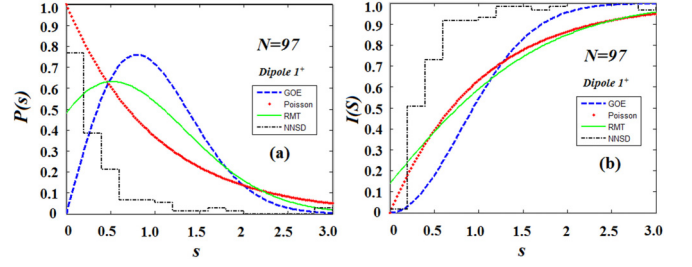 1.0
0.9
0.8
0.7
0.6
0.5
0.4
0.3
0.2
0.1
0
0
0.5
1.0
1.5
2
2.5
3.0
P(s)
s
N=97
Dipole 1⁺
GOE
Poisson
RMT
NNSD
(a)
1.0
0.9
0.8
0.7
0.6
0.5
0.4
0.3
0.2
0.1
0
0
0.5
1.0
1.5
2
2.5
3.0
I(S)
s
N=97
Dipole 1⁺
GOE
Poisson
RMT
NNSD
(b)